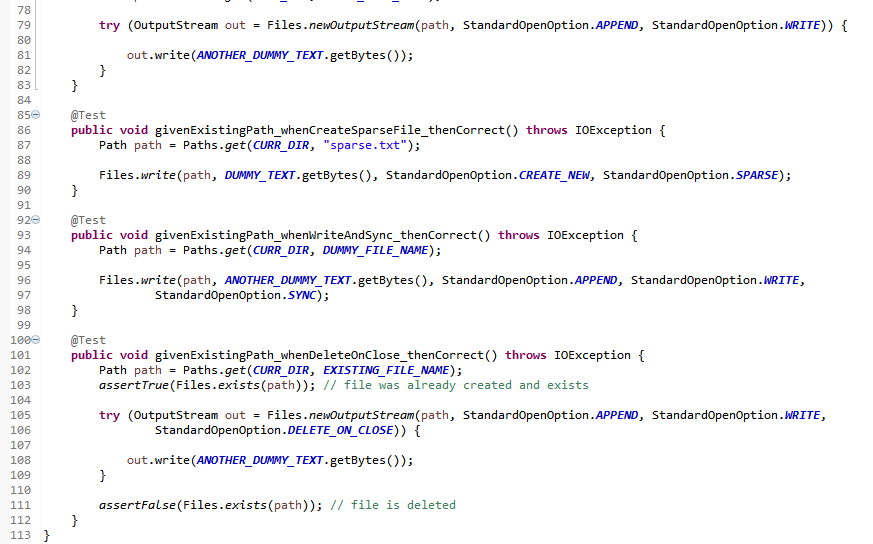 78
79         try (OutputStream out = Files.newOutputStream(path, StandardOpenOption.APPEND, StandardOpenOption.WRITE)) {
80
81             out.write(ANOTHER_DUMMY_TEXT.getBytes());
82         }
83     }
84
85     @Test
86     public void givenExistingPath_whenCreateSparseFile_thenCorrect() throws IOException {
87         Path path = Paths.get(CURR_DIR, "sparse.txt");
88
89         Files.write(path, DUMMY_TEXT.getBytes(), StandardOpenOption.CREATE_NEW, StandardOpenOption.SPARSE);
90     }
91
92     @Test
93     public void givenExistingPath_whenWriteAndSync_thenCorrect() throws IOException {
94         Path path = Paths.get(CURR_DIR, DUMMY_FILE_NAME);
95
96         Files.write(path, ANOTHER_DUMMY_TEXT.getBytes(), StandardOpenOption.APPEND, StandardOpenOption.WRITE,
97                 StandardOpenOption.SYNC);
98     }
99
100     @Test
101     public void givenExistingPath_whenDeleteOnClose_thenCorrect() throws IOException {
102         Path path = Paths.get(CURR_DIR, EXISTING_FILE_NAME);
103         assertTrue(Files.exists(path)); // file was already created and exists
104
105         try (OutputStream out = Files.newOutputStream(path, StandardOpenOption.APPEND, StandardOpenOption.WRITE,
106                 StandardOpenOption.DELETE_ON_CLOSE)) {
107
108             out.write(ANOTHER_DUMMY_TEXT.getBytes());
109         }
110
111         assertFalse(Files.exists(path)); // file is deleted
112     }
113 }